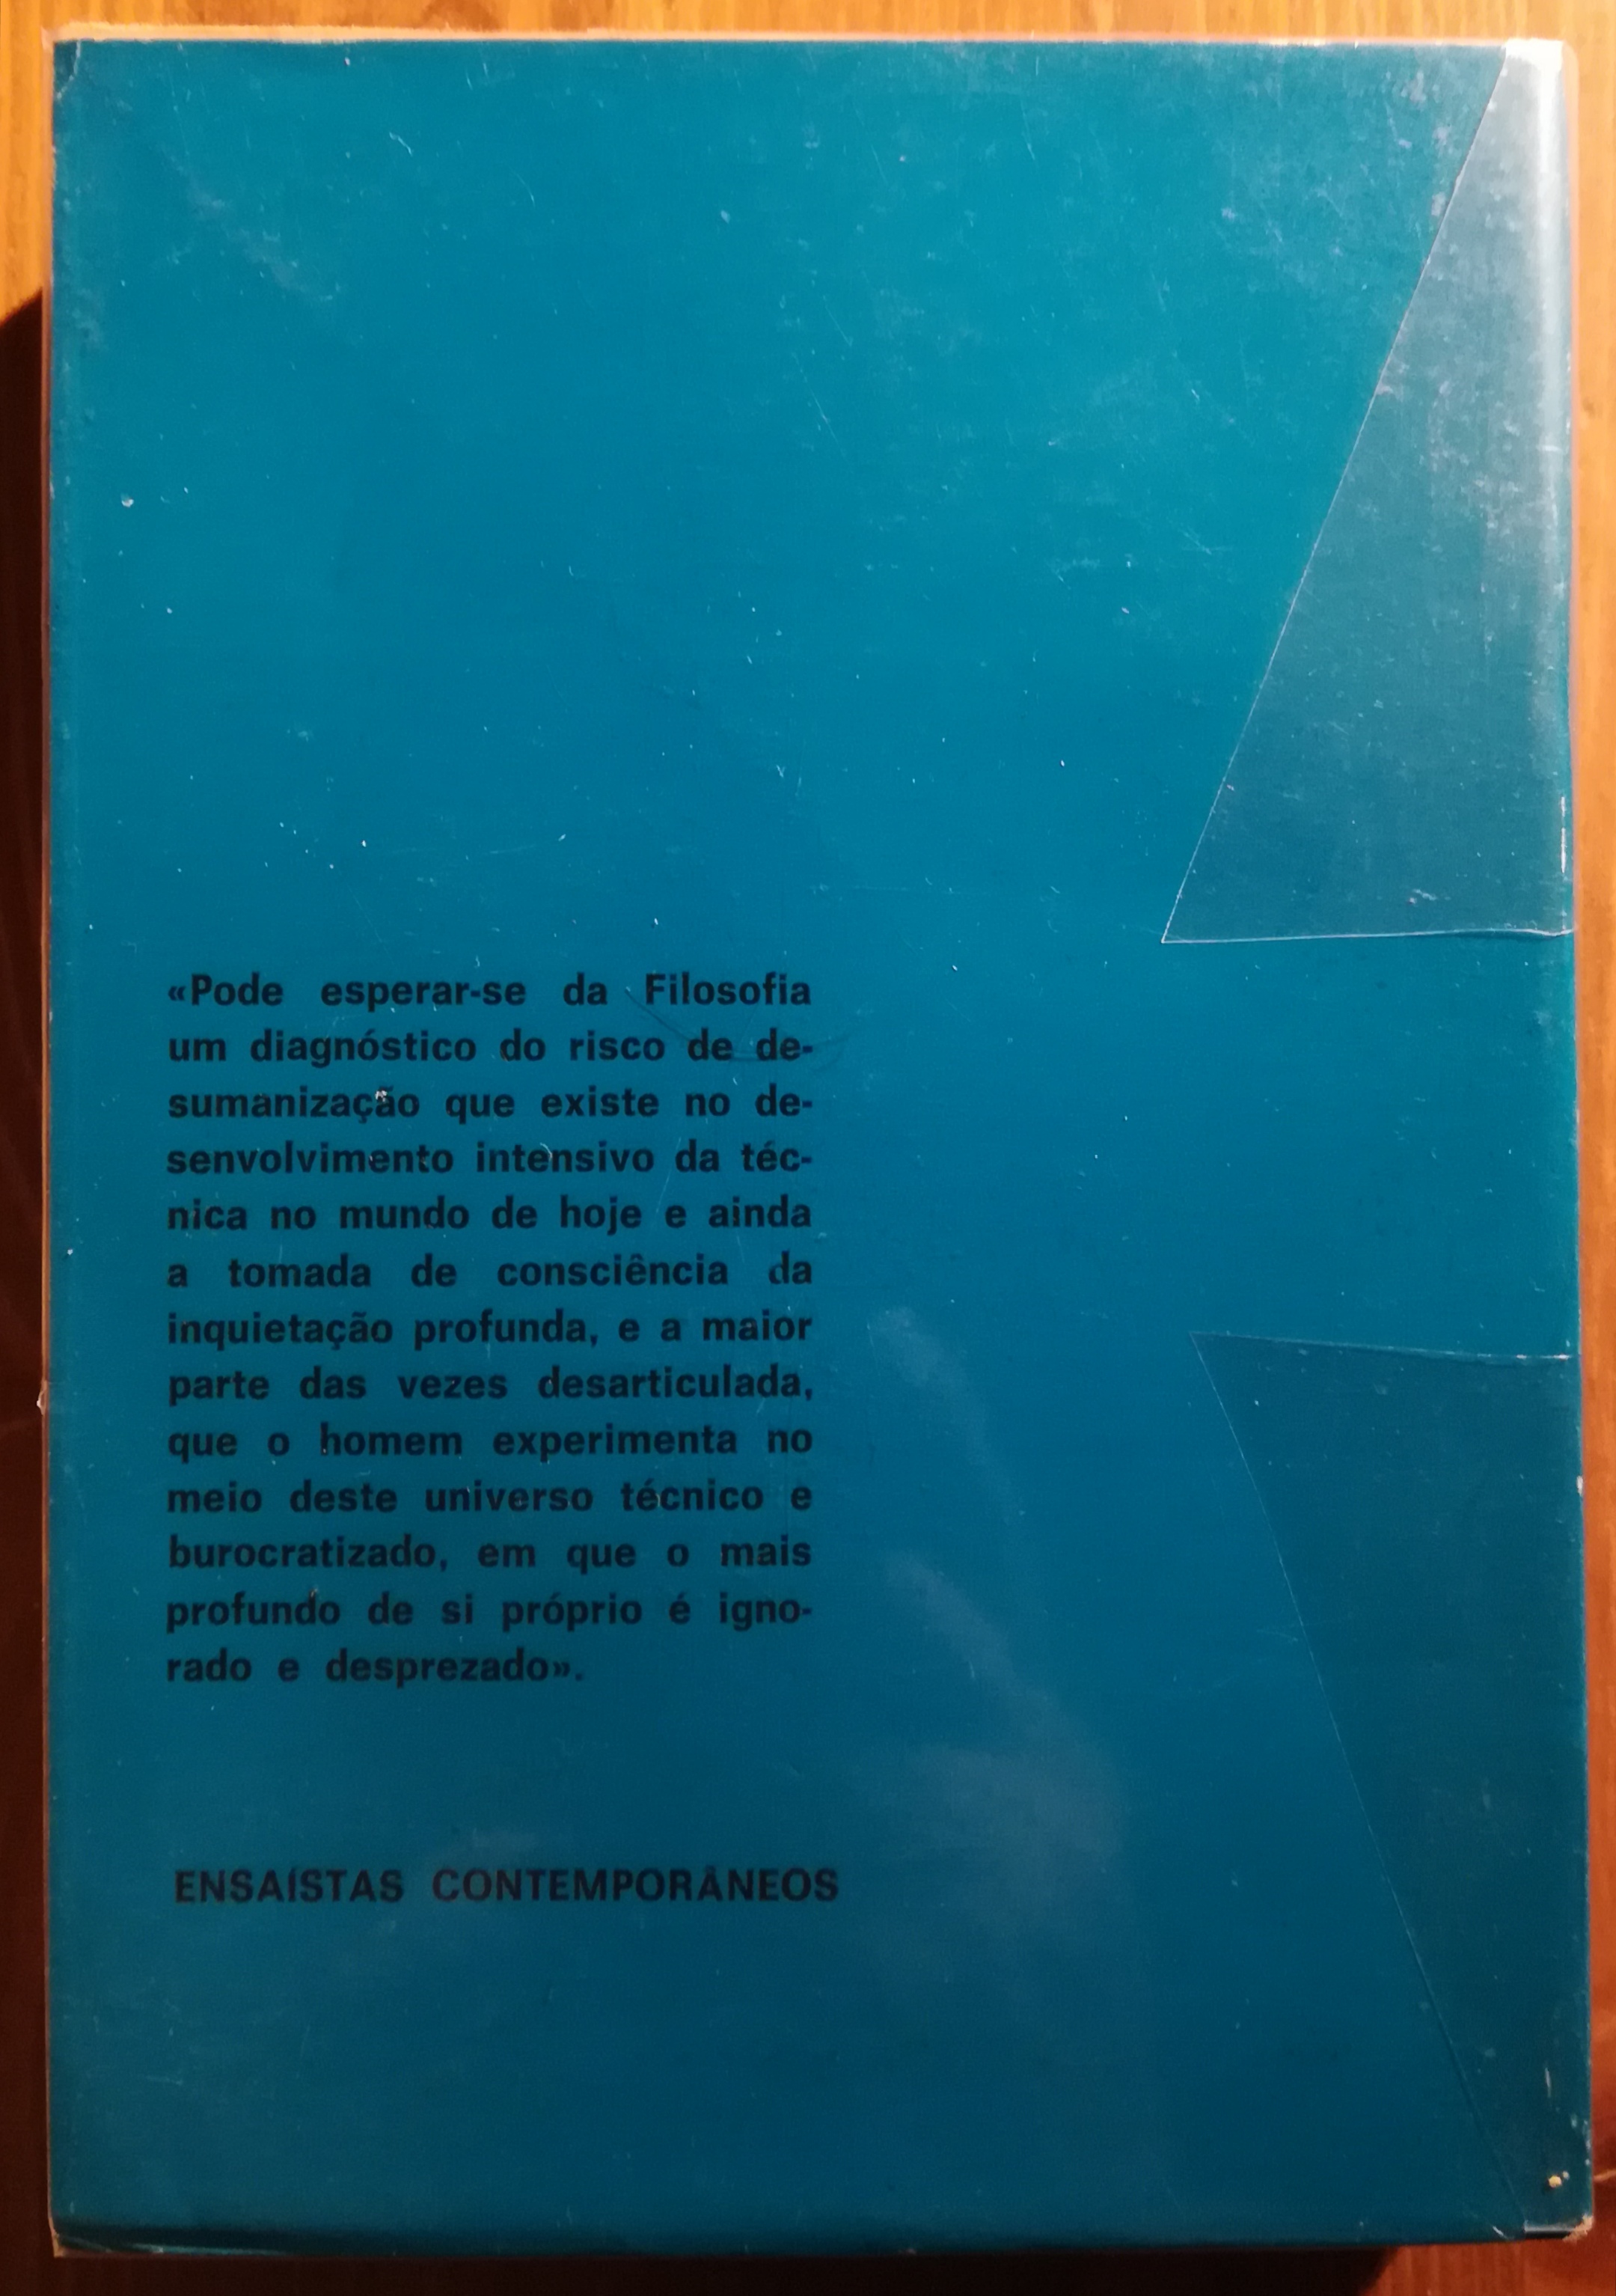 «Pode esperar-se da Filosofia
um diagnóstico do risco de de-
sumanização que existe no de-
senvolvimento intensivo da téc-
nica no mundo de hoje e ainda
a tomada de consciência da
inquietação profunda, e a maior
parte das vezes desarticulada,
que o homem experimenta no
meio deste universo técnico e
burocratizado, em que o mais
profundo de si próprio é igno-
rado e desprezado».
ENSAÍSTAS CONTEMPORÂNEOS